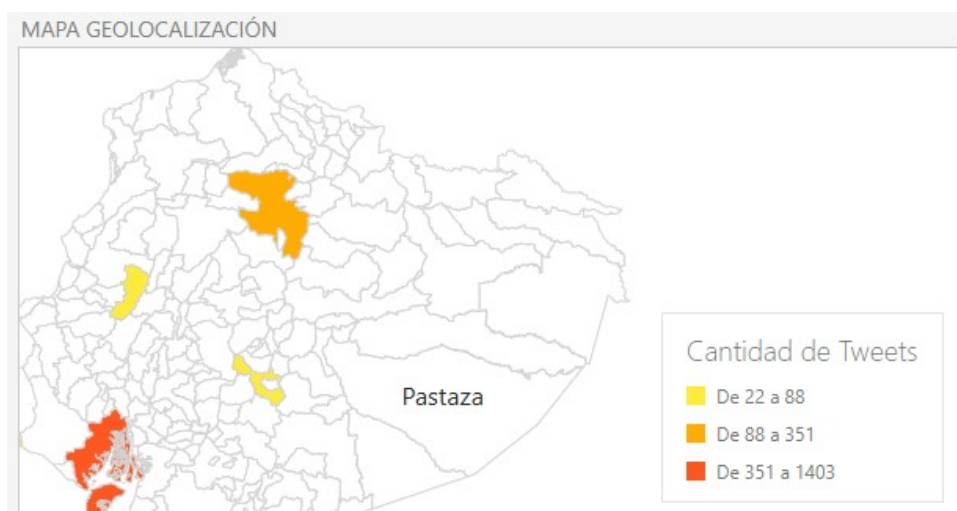 MAPA GEOLOCALIZACIÓN
Pastaza
Cantidad de Tweets
De 22 a 88
De 88 a 351
De 351 a 1403